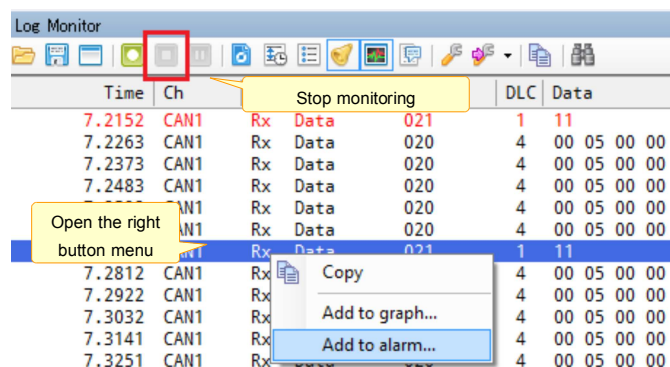 Log Monitor
Time Ch DLC Data
Stop monitoring
7.2152 CAN1 Rx Data 021 1 11
7.2263 CAN1 Rx Data 020 4 00 05 00 00
7.2373 CAN1 Rx Data 020 4 00 05 00 00
7.2483 CAN1 Rx Data 020 4 00 05 00 00
Rx Data 020 4 00 05 00 00
Rx Data 020 4 00 05 00 00
Open the right
button menu
Rx Data 021 1 11
7.2812 CAN1 Rx 4 00 05 00 00
7.2922 CAN1 Rx 4 00 05 00 00
7.3032 CAN1 Rx 4 00 05 00 00
7.3141 CAN1 Rx 4 00 05 00 00
7.3251 CAN1 Rx 4 00 05 00 00
Copy
Add to graph...
Add to alarm...